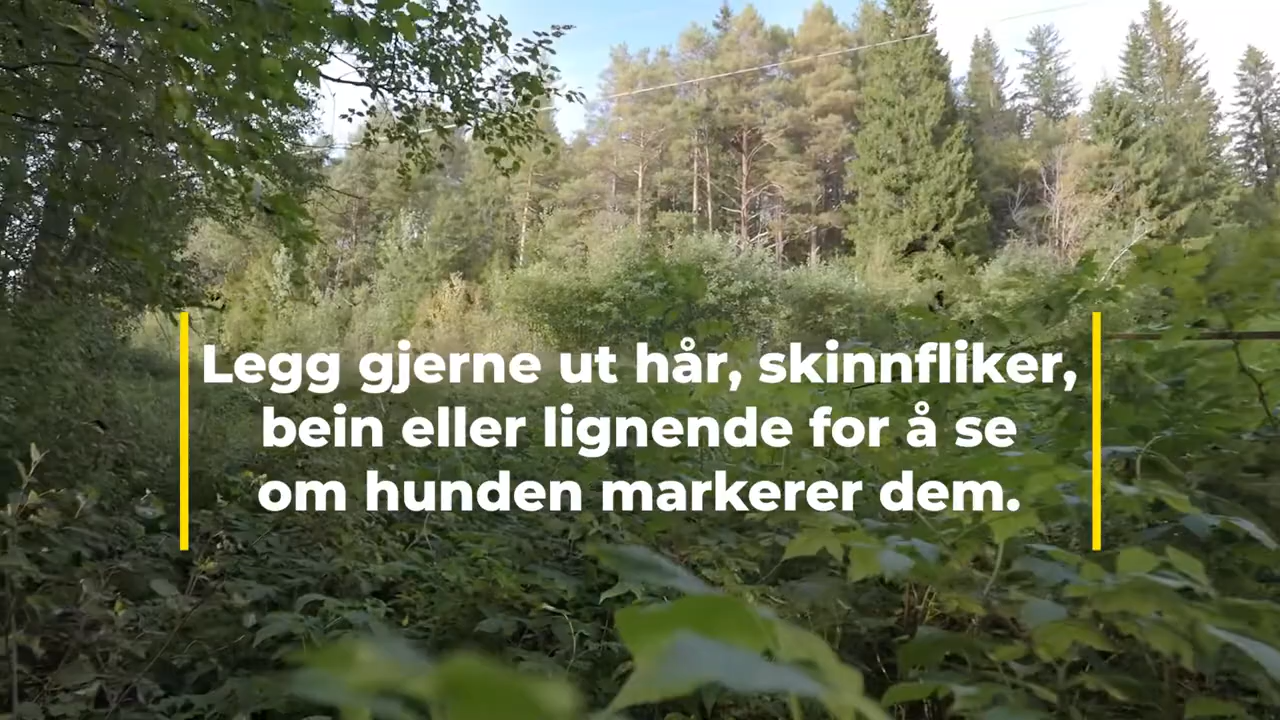 Legg gjerne ut hår, skinnfliker,
bein eller lignende for å se
om hunden markerer dem.